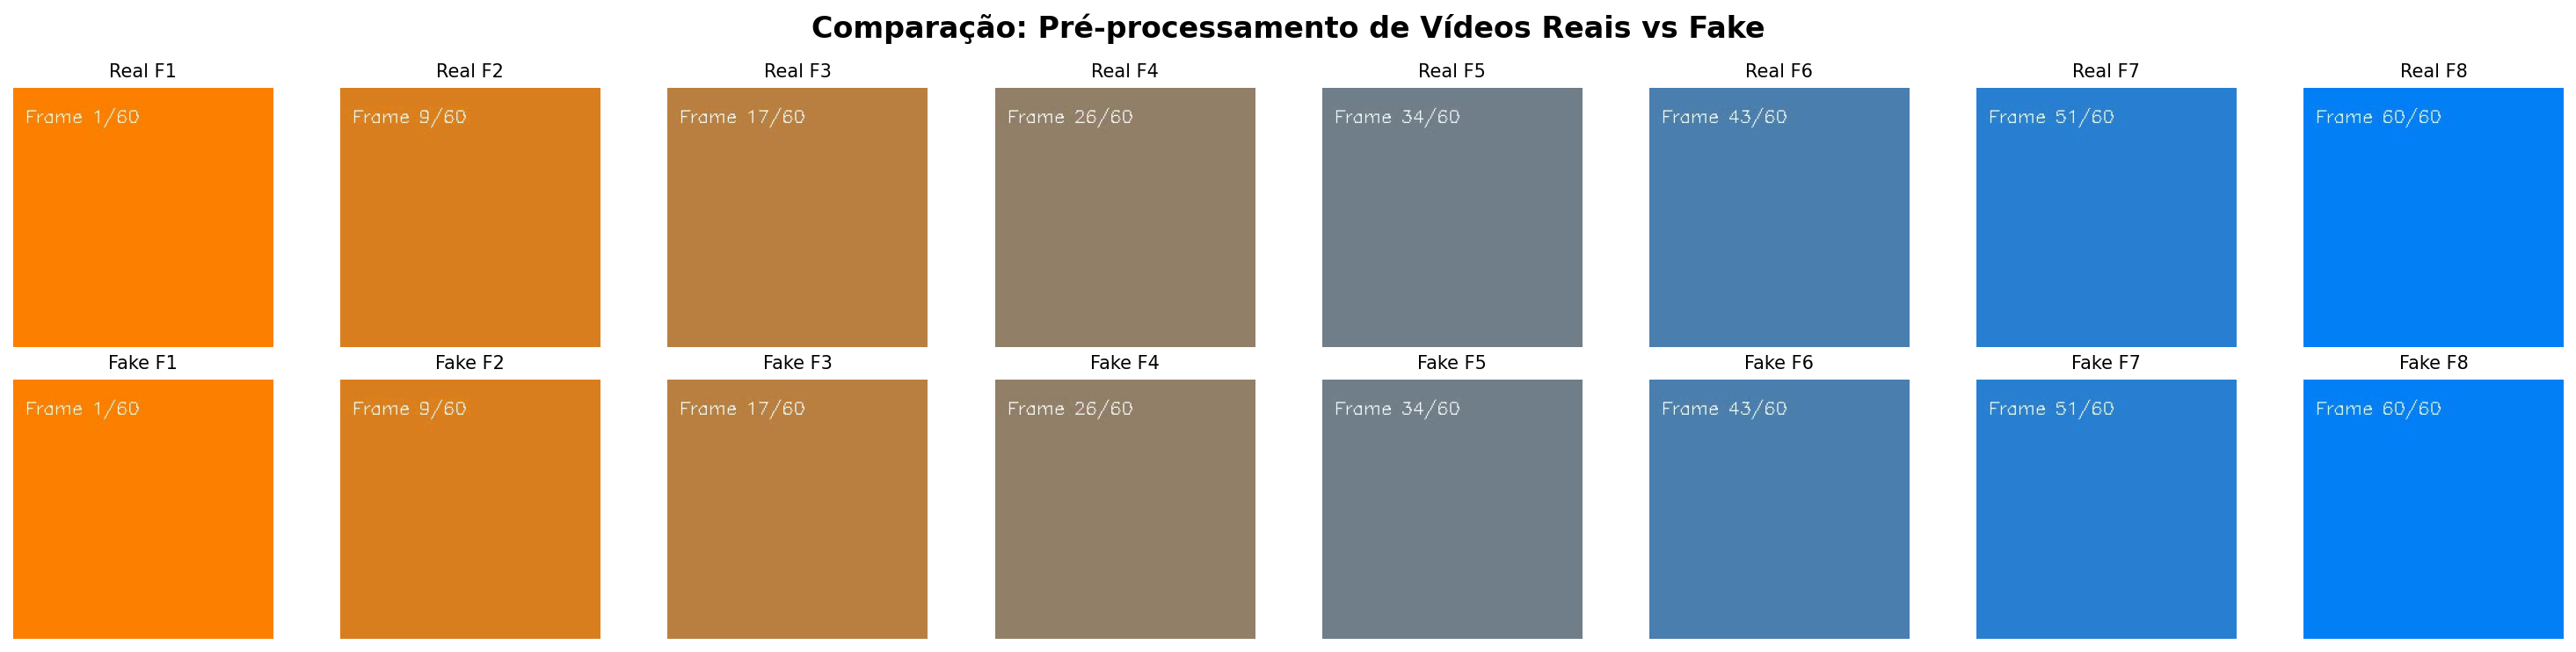 Comparação: Pré-processamento de Vídeos Reais vs Fake
Real F1
Real F2
Real F3
Real F4
Real F5
Real F6
Real F7
Real F8
Frame 1/60
Frame 9/60
Frame 17/60
Frame 26/60
Frame 34/60
Frame 43/60
Frame 51/60
Frame 60/60
Fake F1
Fake F2
Fake F3
Fake F4
Fake F5
Fake F6
Fake F7
Fake F8
Frame 1/60
Frame 9/60
Frame 17/60
Frame 26/60
Frame 34/60
Frame 43/60
Frame 51/60
Frame 60/60